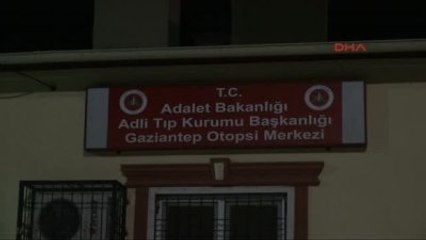 DHA
T.C.
Adalet Bakanlığı
Adli Tıp Kurumu Başkanlığı
Gaziantep Otopsi Merkezi